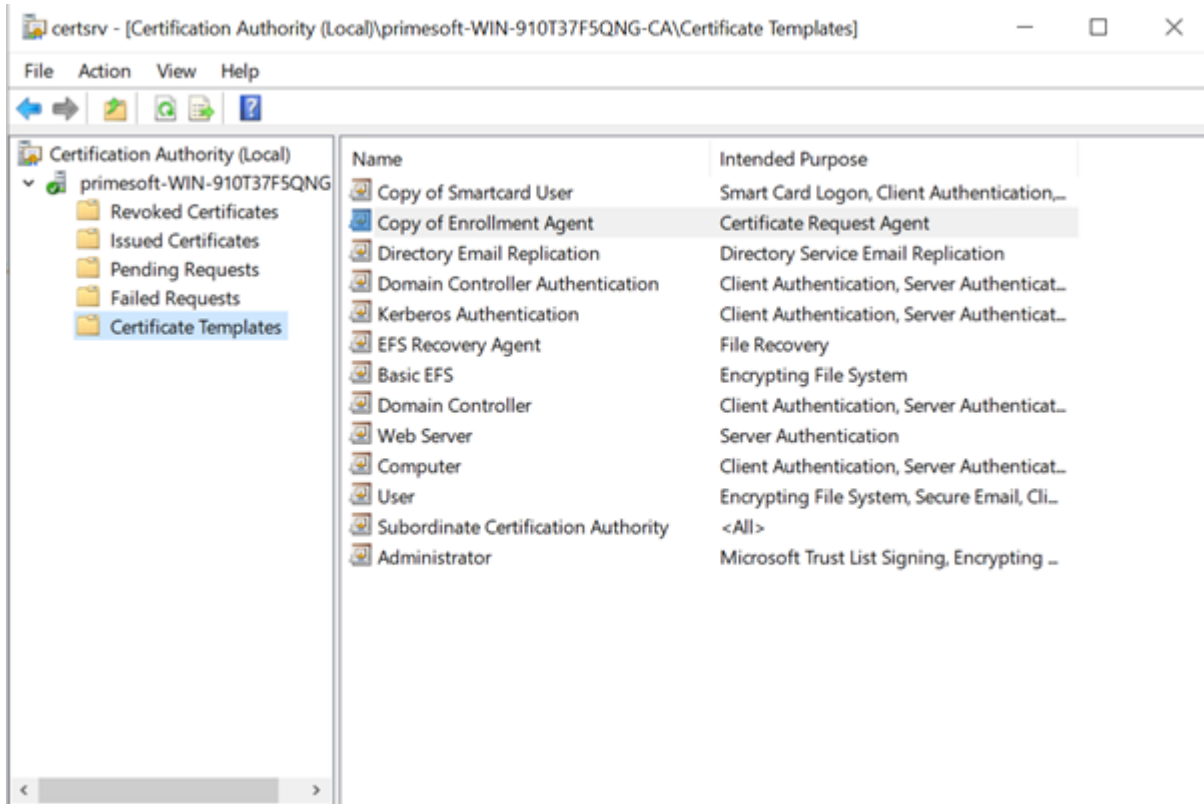 certsrv - [Certification Authority (Local)\primesoft-WIN-910T37F5QNG-CA\Certificate Templates]
File Action View Help
Certification Authority (Local)
primesoft-WIN-910T37F5QNG
Revoked Certificates
Issued Certificates
Pending Requests
Failed Requests
Certificate Templates
Name Intended Purpose
Copy of Smartcard User Smart Card Logon, Client Authentication,...
Copy of Enrollment Agent Certificate Request Agent
Directory Email Replication Directory Service Email Replication
Domain Controller Authentication Client Authentication, Server Authenticat...
Kerberos Authentication Client Authentication, Server Authenticat...
EFS Recovery Agent File Recovery
Basic EFS Encrypting File System
Domain Controller Client Authentication, Server Authenticat...
Web Server Server Authentication
Computer Client Authentication, Server Authenticat...
User Encrypting File System, Secure Email, Cli...
Subordinate Certification Authority <All>
Administrator Microsoft Trust List Signing, Encrypting ...